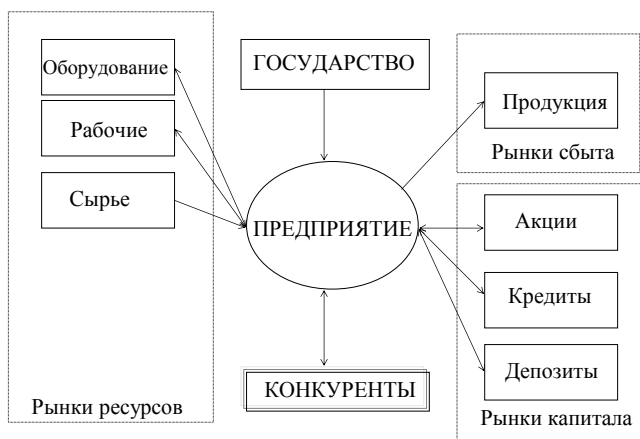 Оборудование
Рабочие
Сырье
Рынки ресурсов
ГОСУДАРСТВО
ПРЕДПРИЯТИЕ
КОНКУРЕНТЫ
Продукция
Рынки сбыта
Акции
Кредиты
Депозиты
Рынки капитала